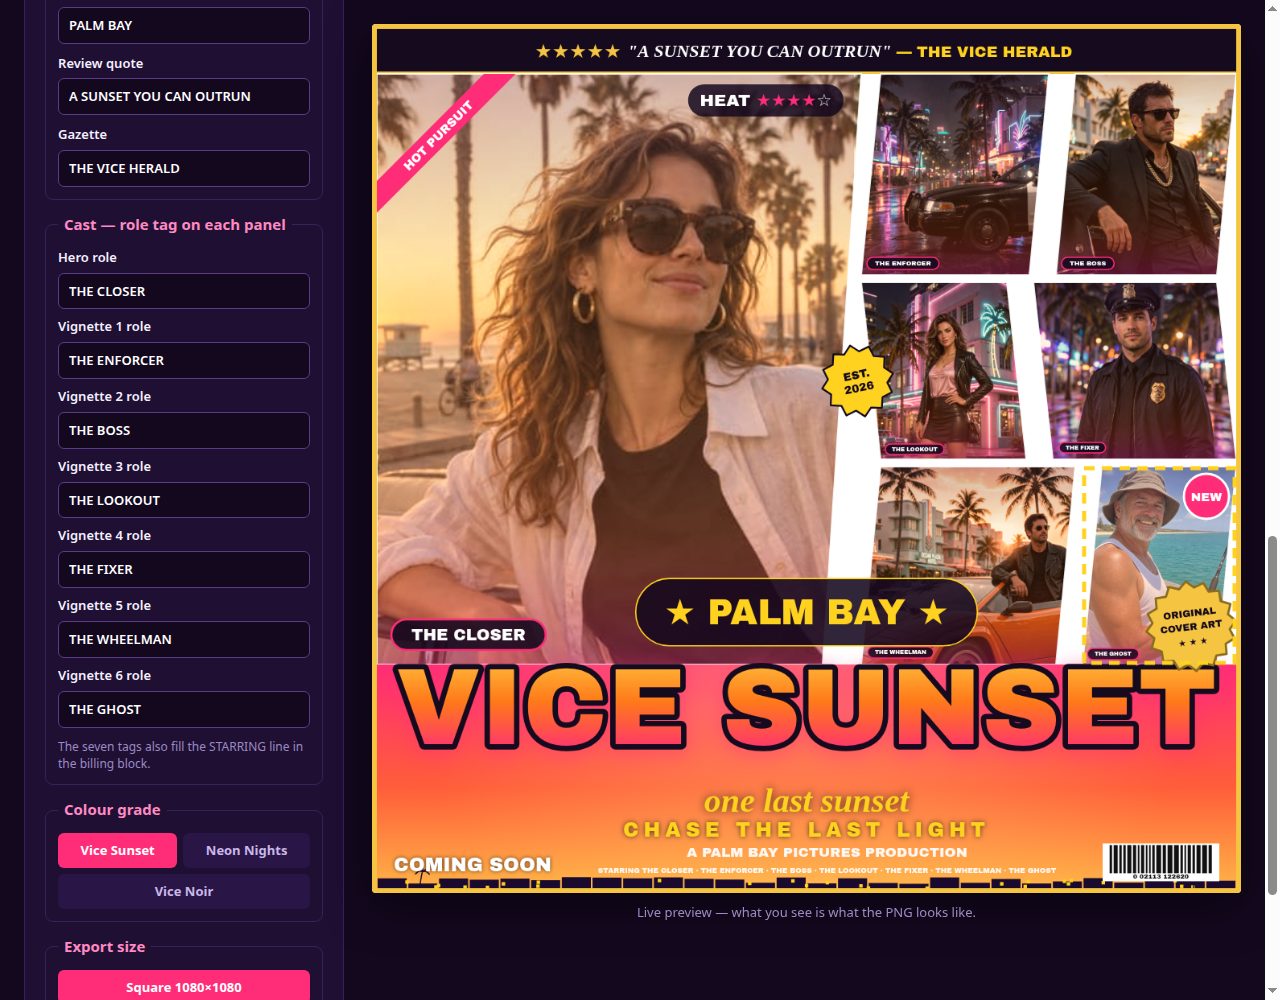 PALM BAY
Review quote
A SUNSET YOU CAN OUTRUN
Gazette
THE VICE HERALD
Cast — role tag on each panel
Hero role
THE CLOSER
Vignette 1 role
THE ENFORCER
Vignette 2 role
THE BOSS
Vignette 3 role
THE LOOKOUT
Vignette 4 role
THE FIXER
Vignette 5 role
THE WHEELMAN
Vignette 6 role
THE GHOST
The seven tags also fill the STARRING line in
the billing block.
Colour grade
Vice Sunset
Neon Nights
Vice Noir
Export size
Square 1080×1080
★★★★★ "A SUNSET YOU CAN OUTRUN" — THE VICE HERALD
HOT PURSUIT
HEAT ★★★★☆
THE ENFORCER
THE BOSS
EST.
2026
THE LOOKOUT
THE FIXER
NEW
ORIGINAL
COVER ART
★ ★ ★
★ PALM BAY ★
THE CLOSER
THE WHEELMAN
THE GHOST
VICE SUNSET
one last sunset
CHASE THE LAST LIGHT
A PALM BAY PICTURES PRODUCTION
COMING SOON
STARRING THE CLOSER · THE ENFORCER · THE BOSS · THE LOOKOUT · THE FIXER · THE WHEELMAN · THE GHOST
0 02113 122620
Live preview — what you see is what the PNG looks like.